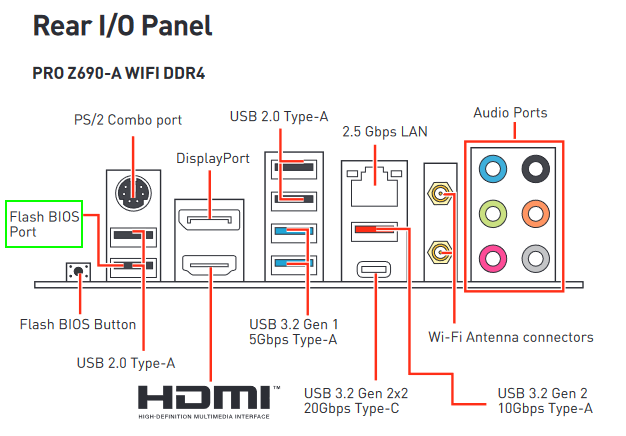 Rear I/O Panel
PRO Z690-A WIFI DDR4
PS/2 Combo port
USB 2.0 Type-A
2.5 Gbps LAN
Audio Ports
DisplayPort
Flash BIOS
Port
Flash BIOS Button
USB 3.2 Gen 1
5Gbps Type-A
Wi-Fi Antenna connectors
USB 2.0 Type-A
HDMI™
HIGH-DEFINITION MULTIMEDIA INTERFACE
USB 3.2 Gen 2x2
20Gbps Type-C
USB 3.2 Gen 2
10Gbps Type-A